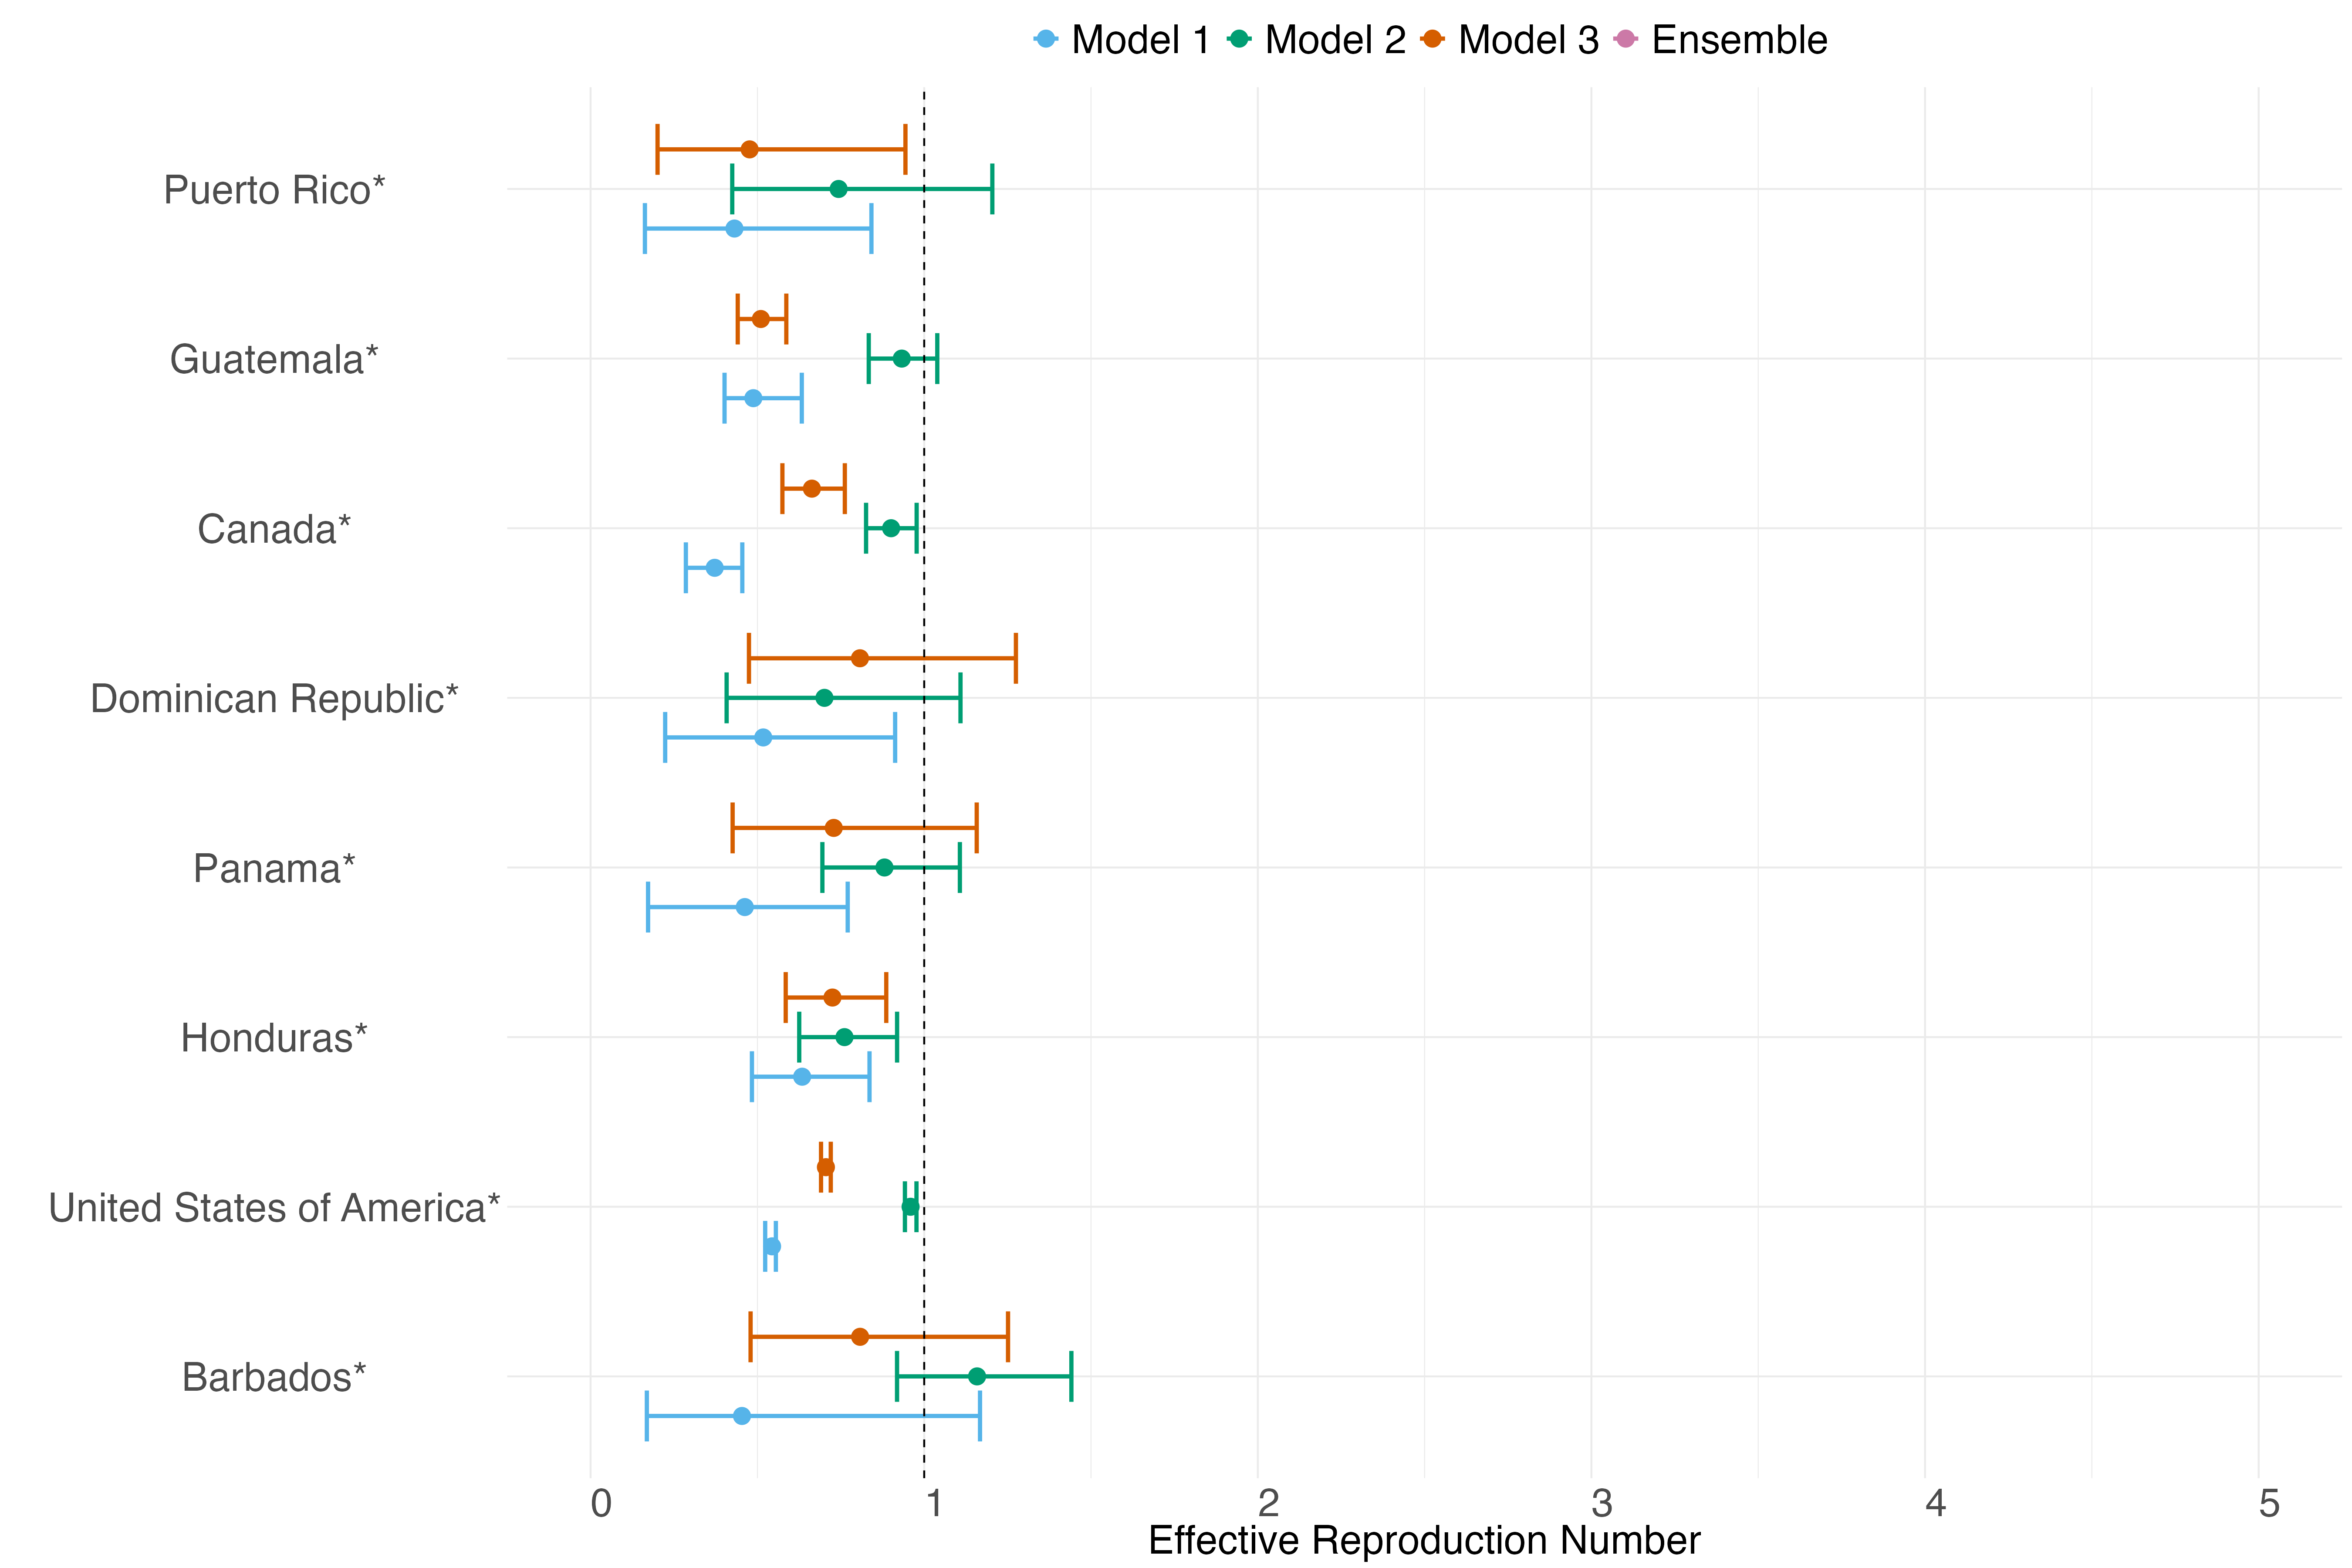 Model 1 Model 2 Model 3 Ensemble
Puerto Rico*
Guatemala*
Canada*
Dominican Republic*
Panama*
Honduras*
United States of America*
Barbados*
0 1 2 3 4 5
Effective Reproduction Number